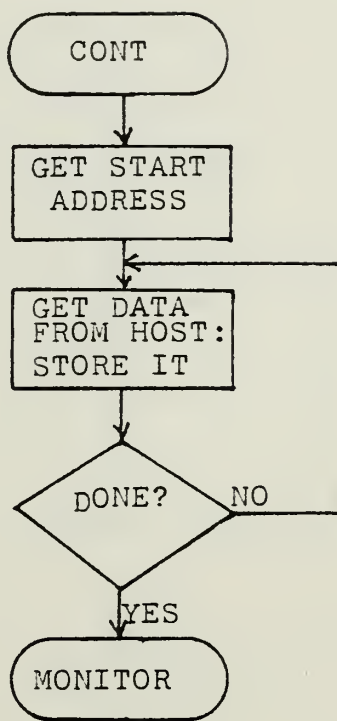 CONT
GET START
ADDRESS
GET DATA
FROM HOST:
STORE IT
DONE?
NO
YES
MONITOR